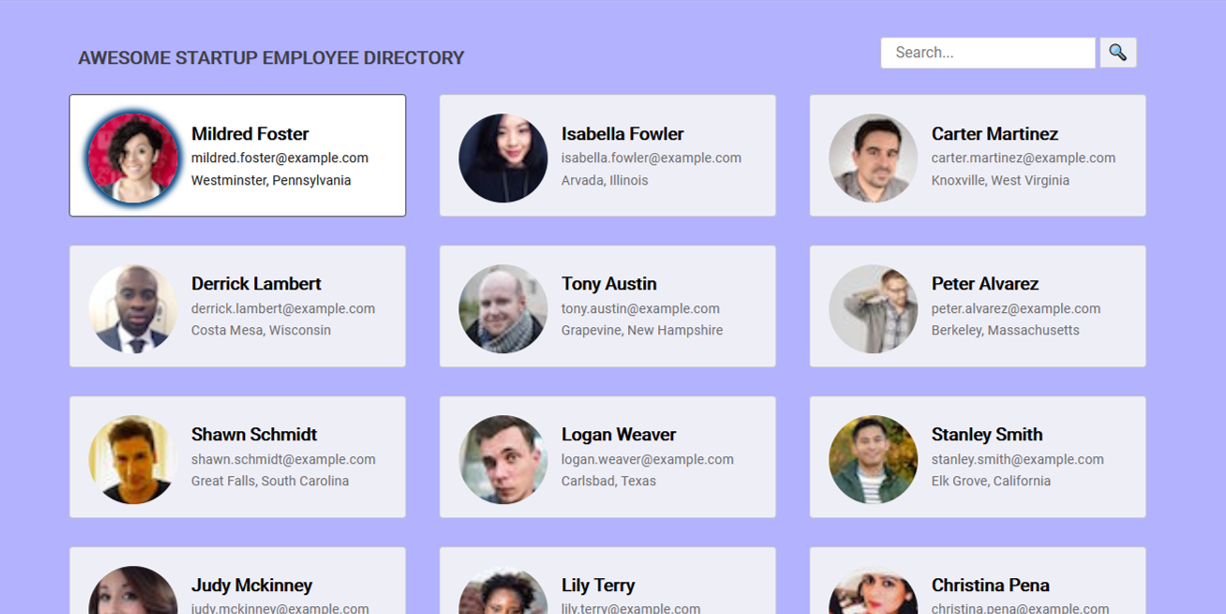 AWESOME STARTUP EMPLOYEE DIRECTORY
Search...
Mildred Foster
mildred.foster@example.com
Westminster, Pennsylvania
Isabella Fowler
isabella.fowler@example.com
Arvada, Illinois
Carter Martinez
carter.martinez@example.com
Knoxville, West Virginia
Derrick Lambert
derrick.lambert@example.com
Costa Mesa, Wisconsin
Tony Austin
tony.austin@example.com
Grapevine, New Hampshire
Peter Alvarez
peter.alvarez@example.com
Berkeley, Massachusetts
Shawn Schmidt
shawn.schmidt@example.com
Great Falls, South Carolina
Logan Weaver
logan.weaver@example.com
Carlsbad, Texas
Stanley Smith
stanley.smith@example.com
Elk Grove, California
Judy Mckinney
judy.mckinney@example.com
Lily Terry
lily.terry@example.com
Christina Pena
christina.pena@example.com